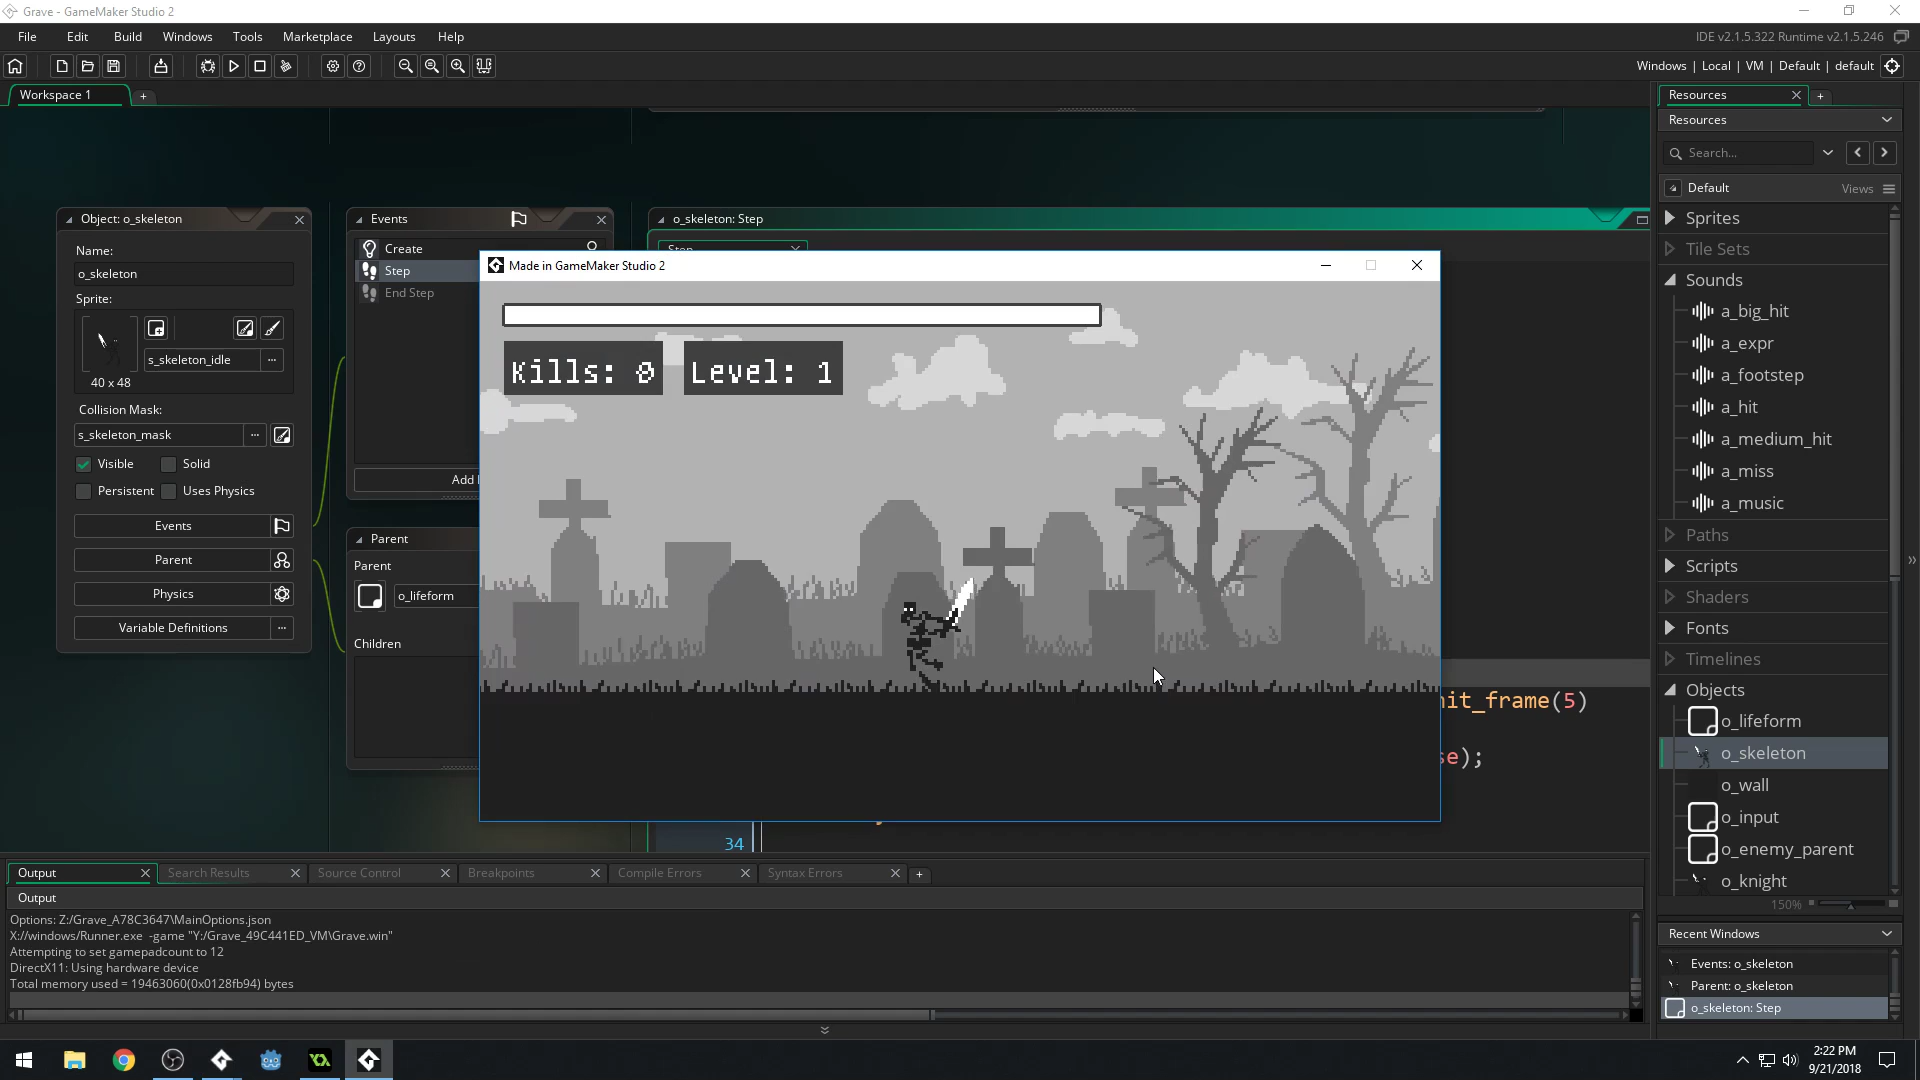 Grave - GameMaker Studio 2
File Edit Build Windows Tools Marketplace Layouts Help
IDE v2.1.5.322 Runtime v2.1.5.246
Windows | Local | VM | Default | default
Workspace 1
Resources
Resources
Search...
Default Views
Sprites
Tile Sets
Sounds
a_big_hit
a_expr
a_footstep
a_hit
a_medium_hit
a_miss
a_music
Paths
Scripts
Shaders
Fonts
Timelines
Objects
o_lifeform
o_skeleton
o_wall
o_input
o_enemy_parent
o_knight
150%
Recent Windows
Events: o_skeleton
Parent: o_skeleton
o_skeleton: Step
Object: o_skeleton
Name:
o_skeleton
Sprite:
s_skeleton_idle
40 x 48
Collision Mask:
s_skeleton_mask
Visible Solid
Persistent Uses Physics
Events
Parent
Physics
Variable Definitions
Events
Create
Step
End Step
Add
Parent
Parent
o_lifeform
Children
o_skeleton: Step
Step
Made in GameMaker Studio 2
Kills: 0 Level: 1
hit_frame(5)
se);
34
Output Search Results Source Control Breakpoints Compile Errors Syntax Errors
Output
Options: Z:/Grave_A78C3647\MainOptions.json
X://windows/Runner.exe -game "Y:/Grave_49C441ED_VM\Grave.win"
Attempting to set gamepadcount to 12
DirectX11: Using hardware device
Total memory used = 19463060(0x0128fb94) bytes
2:22 PM
9/21/2018